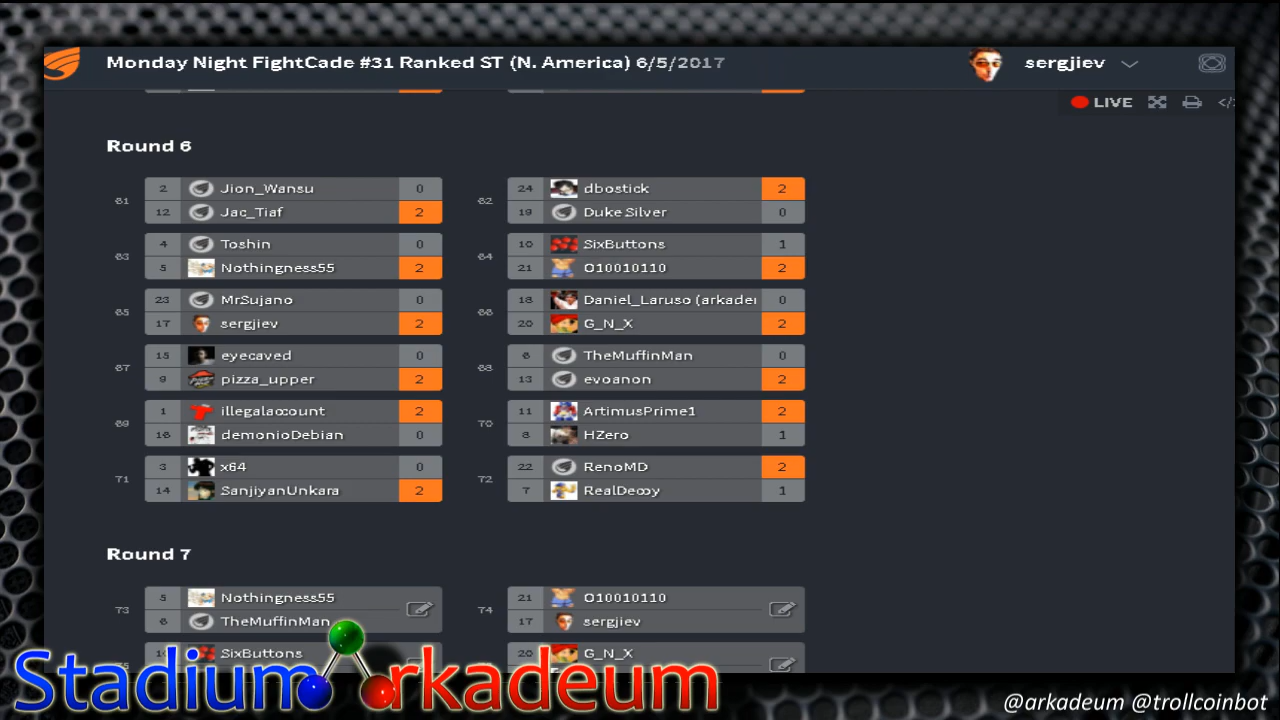 Monday Night FightCade #31 Ranked ST (N. America) 6/5/2017
sergjiev
LIVE
Round 6
61
2 Jion_Wansu 0
12 Jac_Tiaf 2
62
24 dbostick 2
19 Duke Silver 0
63
4 Toshin 0
5 Nothingness55 2
64
10 SixButtons 1
21 O10010110 2
65
23 MrSujano 0
17 sergjiev 2
66
18 Daniel_Laruso (arkade 0
20 G_N_X 2
67
15 eyecaved 0
9 pizza_upper 2
68
6 TheMuffinMan 0
13 evoanon 2
69
1 illegalaccount 2
16 demonioDebian 0
70
11 ArtimusPrime1 2
8 HZero 1
71
3 x64 0
14 SanjiyanUnkara 2
72
22 RenoMD 2
7 RealDeccy 1
Round 7
73
5 Nothingness55
6 TheMuffinMan
74
21 O10010110
17 sergjiev
SixButtons
20 G_N_X
Stadium Arkadeum
@arkadeum @trollcoinbot